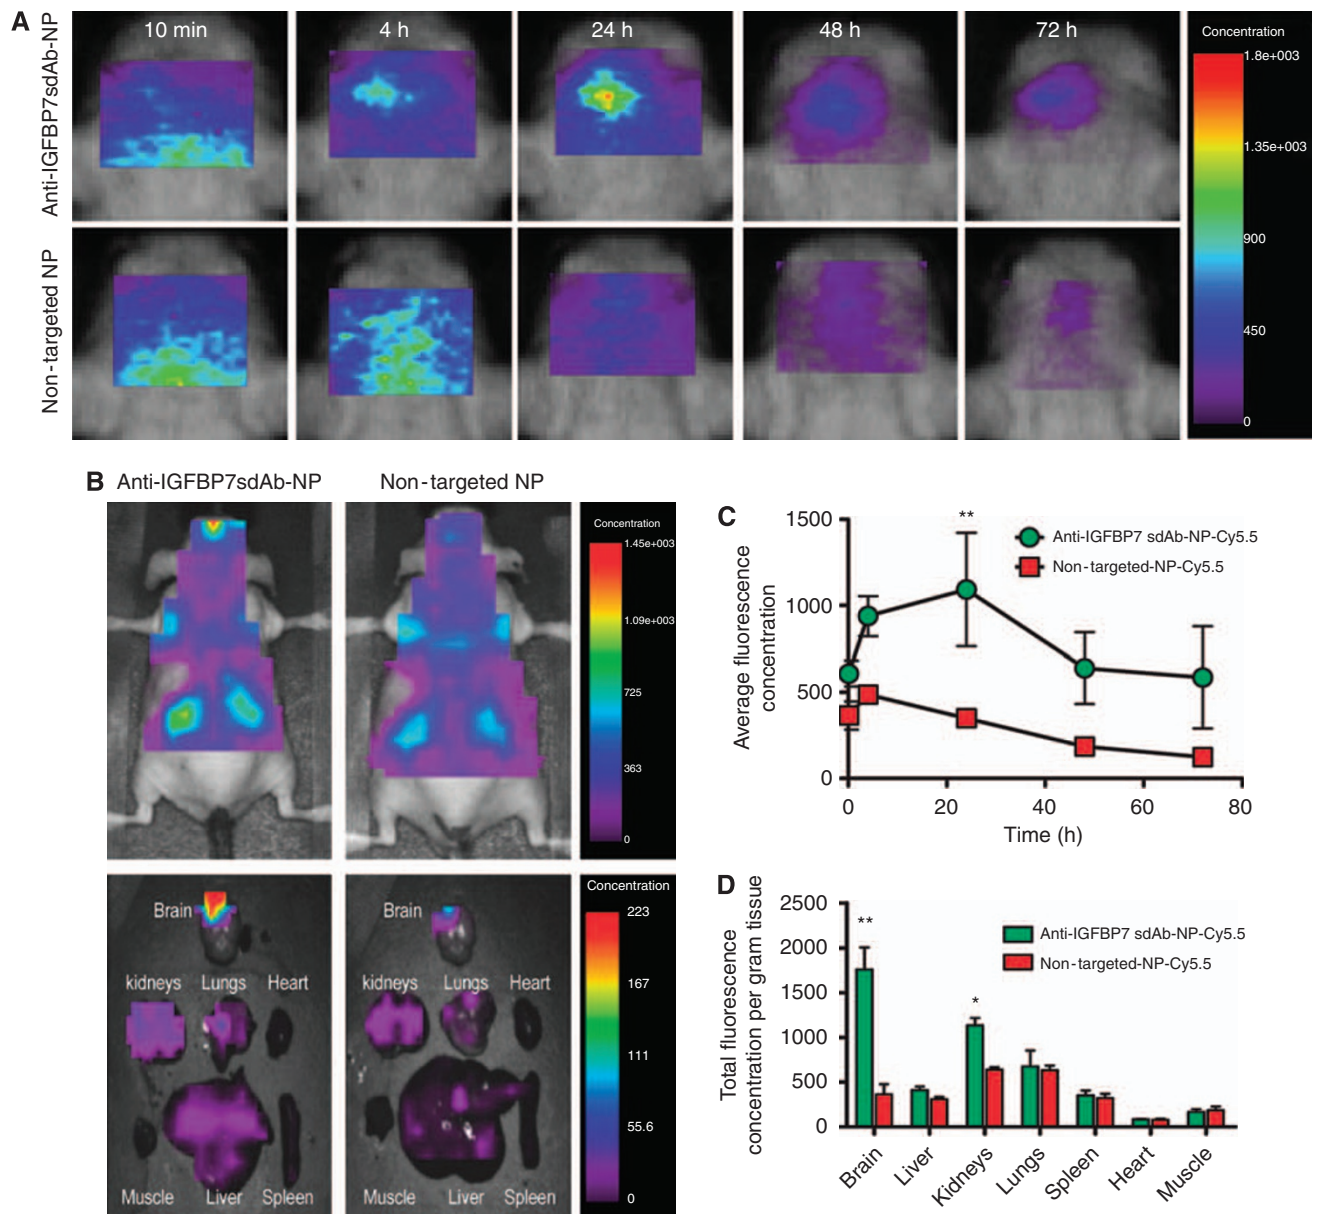 A
Anti-IGFBP7sdAb-NP
10 min
4 h
24 h
48 h
72 h
Concentration
1.8e+003
1.35e+003
900
450
0
Non-targeted NP
B
Anti-IGFBP7sdAb-NP
Non-targeted NP
Concentration
1.45e+003
1.09e+003
725
363
0
Brain
kidneys
Lungs
Heart
Muscle
Liver
Spleen
Brain
kidneys
Lungs
Heart
Muscle
Liver
Spleen
Concentration
223
167
111
55.6
0
C
Average fluorescence
concentration
1500
1000
500
0
**
Anti-IGFBP7 sdAb-NP-Cy5.5
Non-targeted-NP-Cy5.5
0
20
40
60
80
Time (h)
D
Total fluorescence
concentration per gram tissue
2500
2000
1500
1000
500
0
**
*
Anti-IGFBP7 sdAb-NP-Cy5.5
Non-targeted-NP-Cy5.5
Brain
Liver
Kidneys
Lungs
Spleen
Heart
Muscle